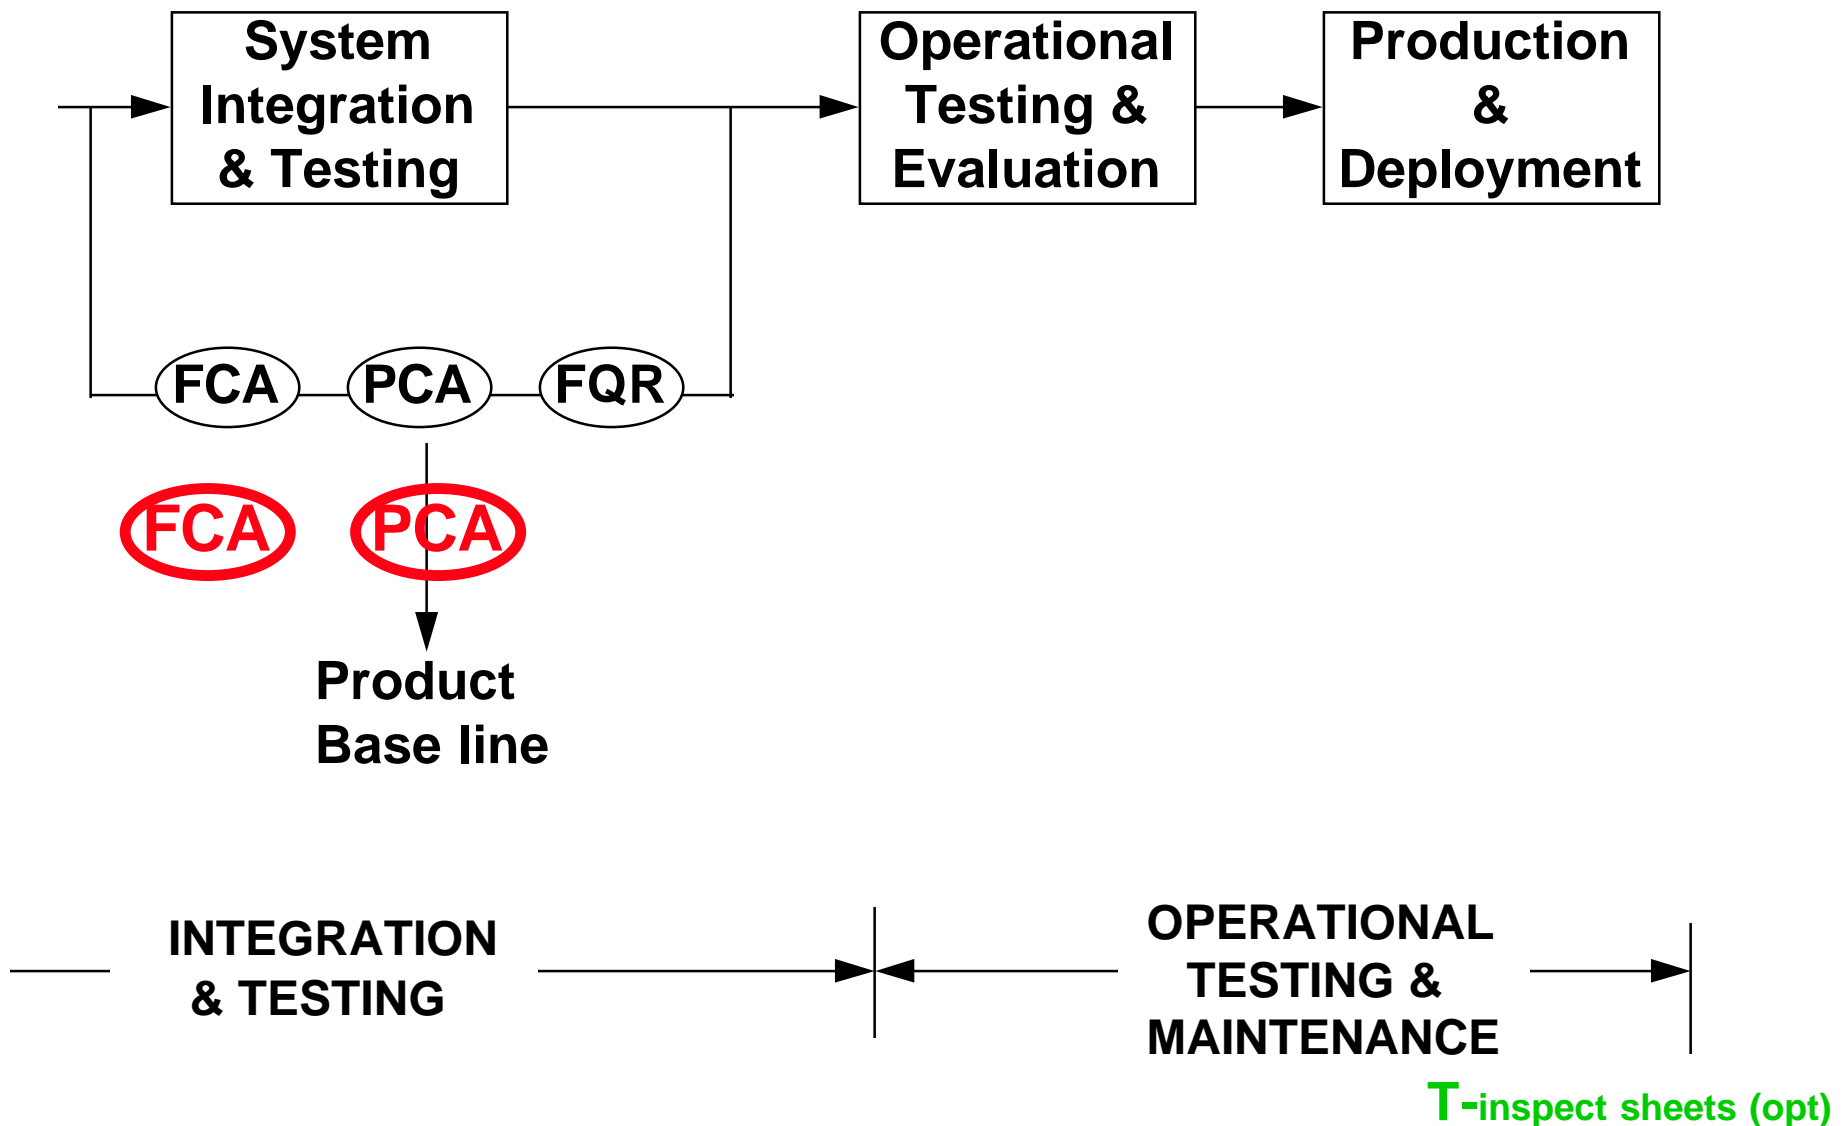 System
Integration
& Testing
Operational
Testing &
Evaluation
Production
&
Deployment
FCA
PCA
FQR
FCA
PCA
Product
Base line
INTEGRATION
& TESTING
OPERATIONAL
TESTING &
MAINTENANCE
T-inspect sheets (opt)